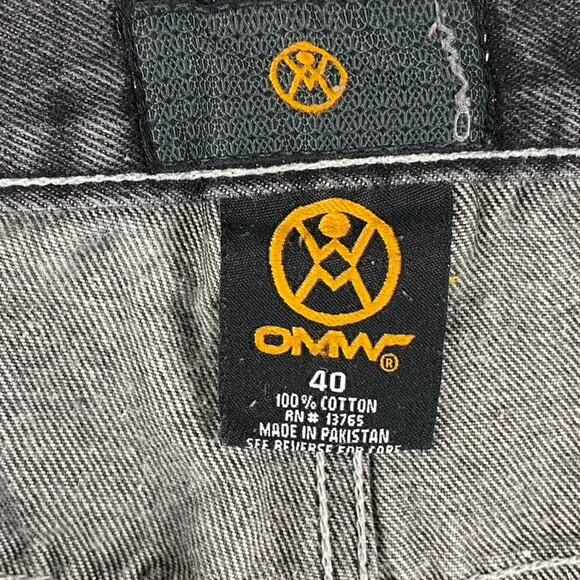 OMW®
40
100% COTTON
RN# 13765
MADE IN PAKISTAN
SEE REVERSE FOR CARE